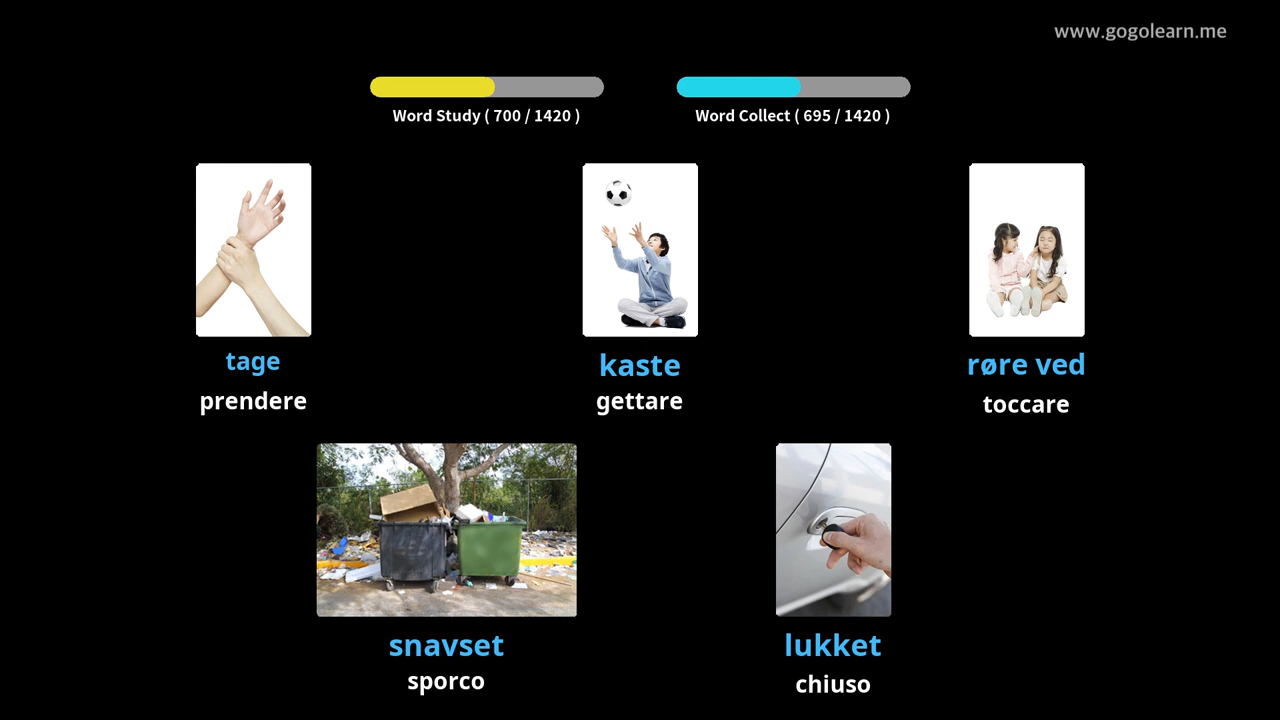 www.gogolearn.me
Word Study ( 700 / 1420 )
Word Collect ( 695 / 1420 )
tage
prendere
kaste
gettare
røre ved
toccare
snavset
sporco
lukket
chiuso